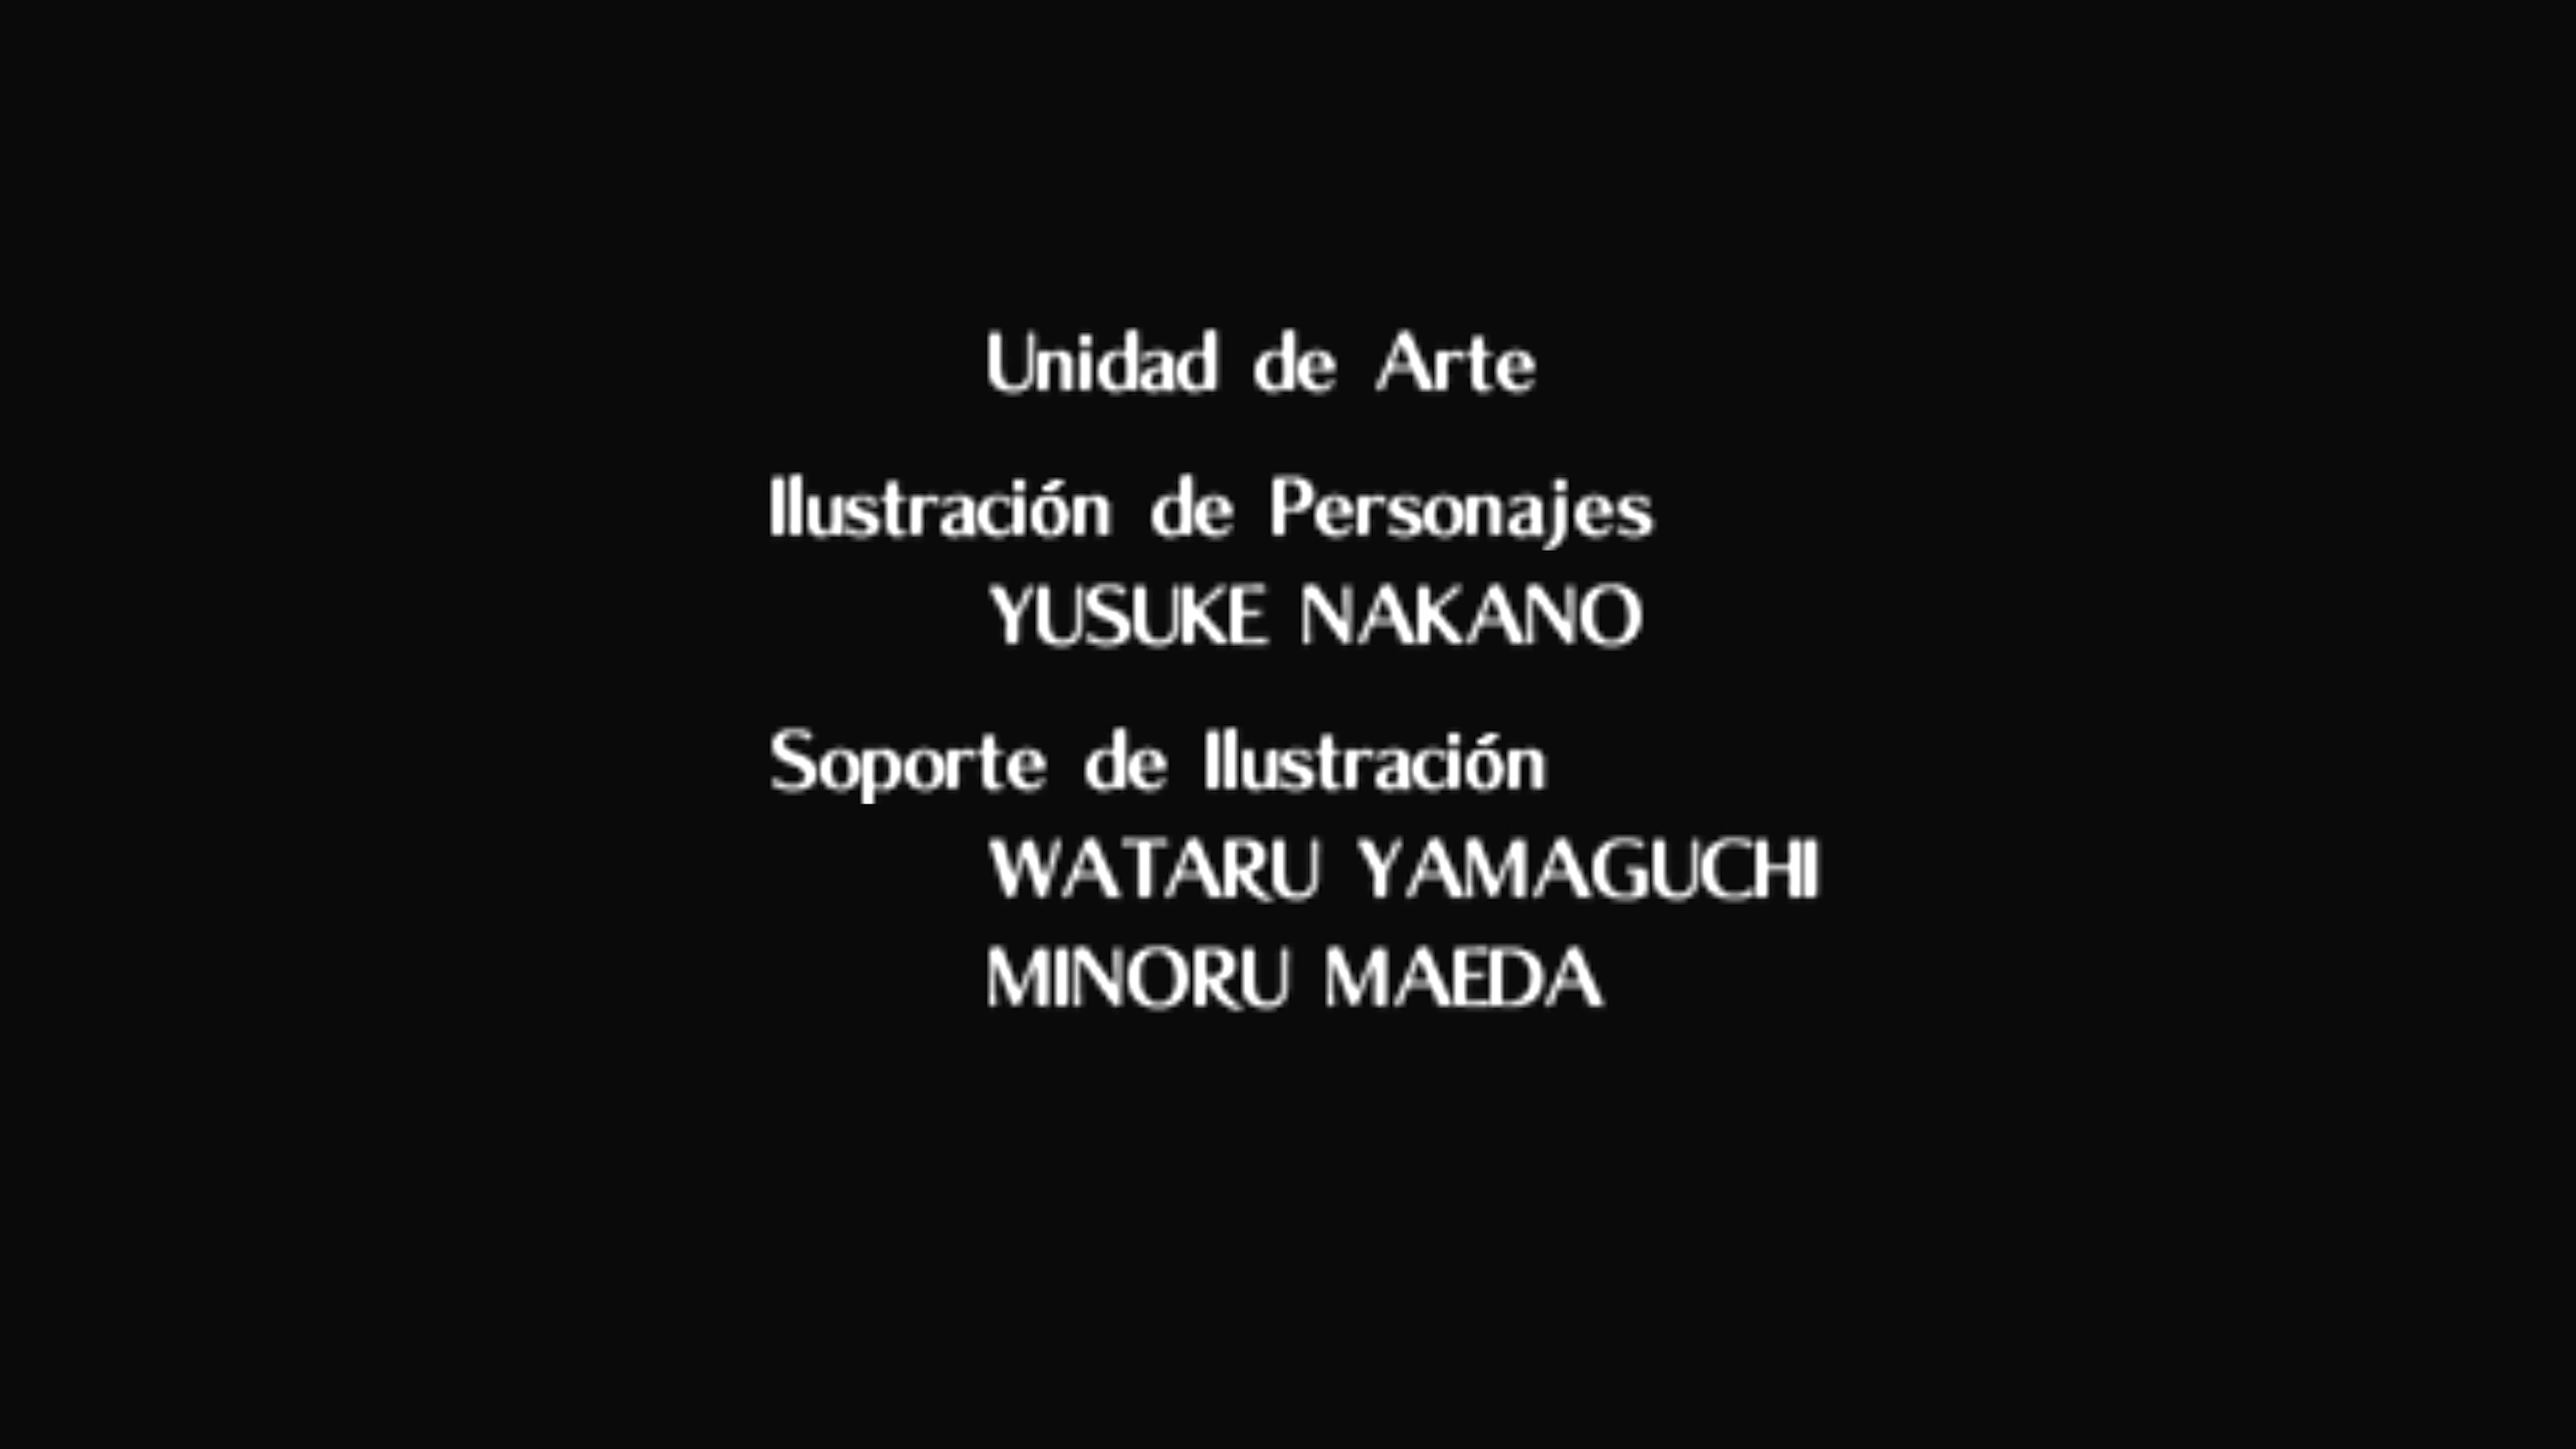 Unidad de Arte
Ilustración de Personajes
YUSUKE NAKANO
Soporte de Ilustración
WATARU YAMAGUCHI
MINORU MAEDA